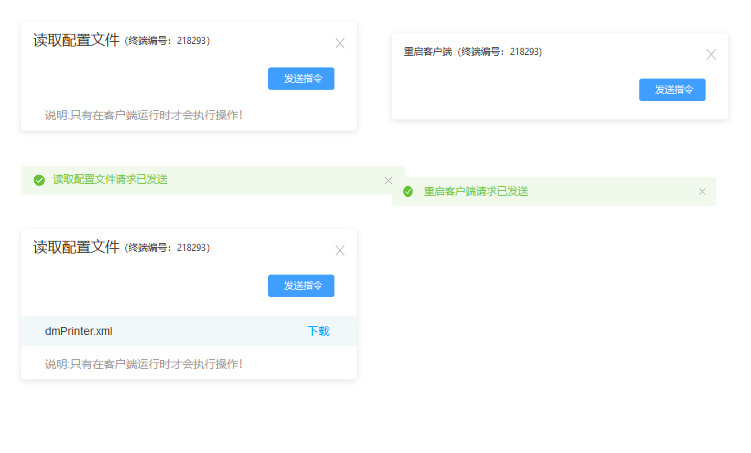 读取配置文件（终端编号：218293）
发送指令
说明:只有在客户端运行时才会执行操作！
重启客户端（终端编号：218293）
发送指令
读取配置文件请求已发送
重启客户端请求已发送
读取配置文件（终端编号：218293）
发送指令
dmPrinter.xml 下载
说明:只有在客户端运行时才会执行操作！